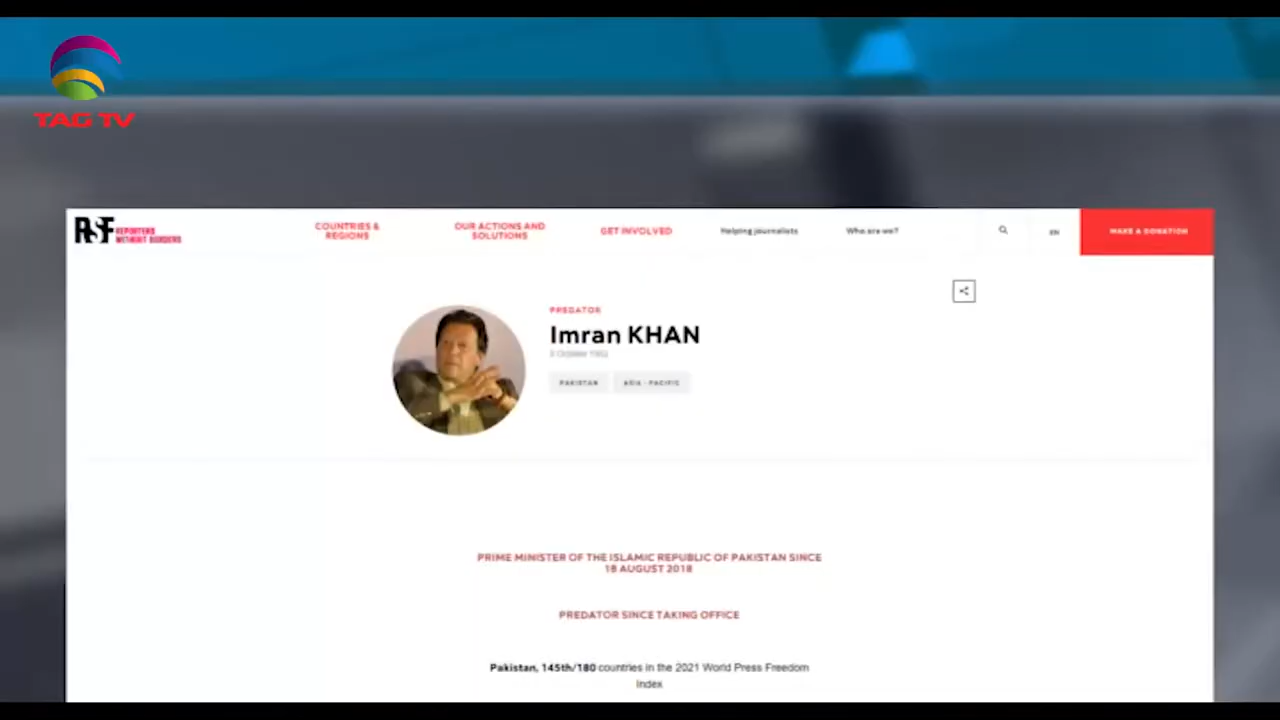 TAG TV
RSF REPORTERS
WITHOUT BORDERS
COUNTRIES &
REGIONS
OUR ACTIONS AND
SOLUTIONS
GET INVOLVED
Helping journalists
Who are we?
EN
MAKE A DONATION
PREDATOR
Imran KHAN
PAKISTAN
ASIA - PACIFIC
PRIME MINISTER OF THE ISLAMIC REPUBLIC OF PAKISTAN SINCE
18 AUGUST 2018
PREDATOR SINCE TAKING OFFICE
Pakistan, 145th/180 countries in the 2021 World Press Freedom
Index